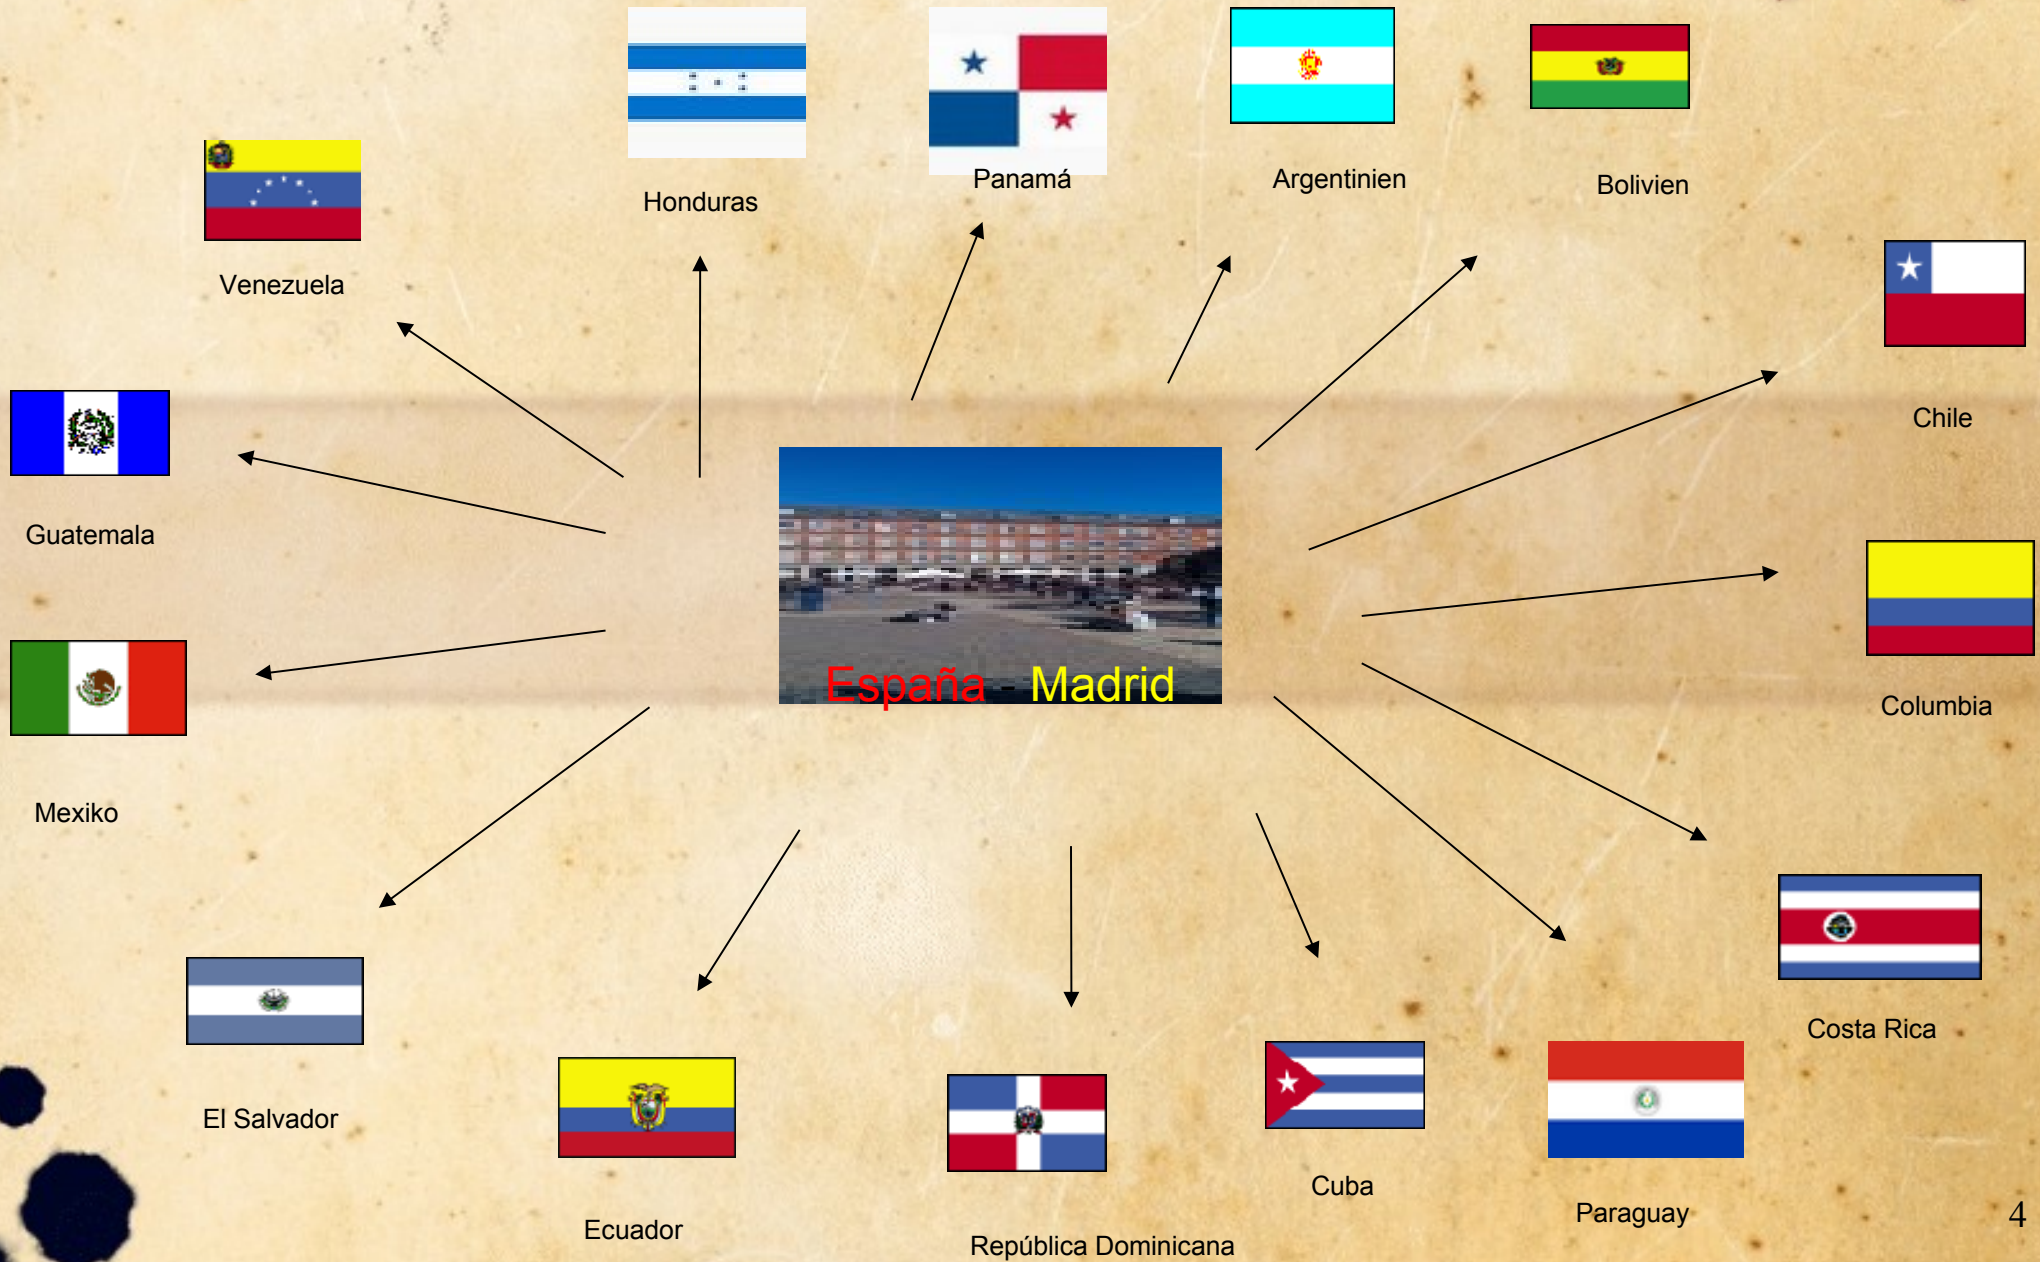 Honduras
Panamá
Argentinien
Bolivien
Venezuela
Chile
Guatemala
España - Madrid
Columbia
Mexiko
Costa Rica
El Salvador
Cuba
Paraguay
Ecuador
República Dominicana
4